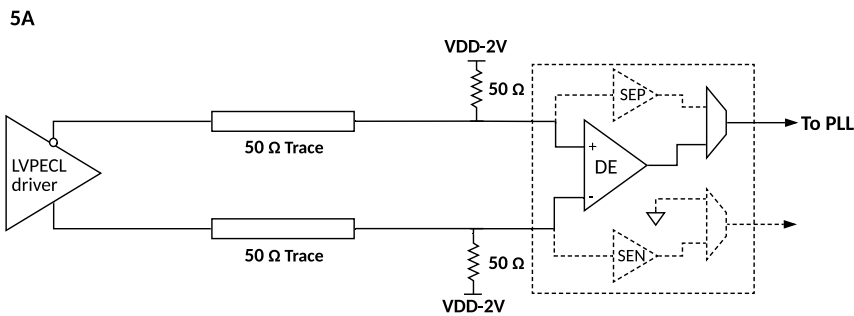 5A
VDD-2V
50 Ω
SEP
50 Ω Trace
To PLL
LVPECL
driver
+
DE
-
50 Ω Trace
50 Ω
SEN
VDD-2V